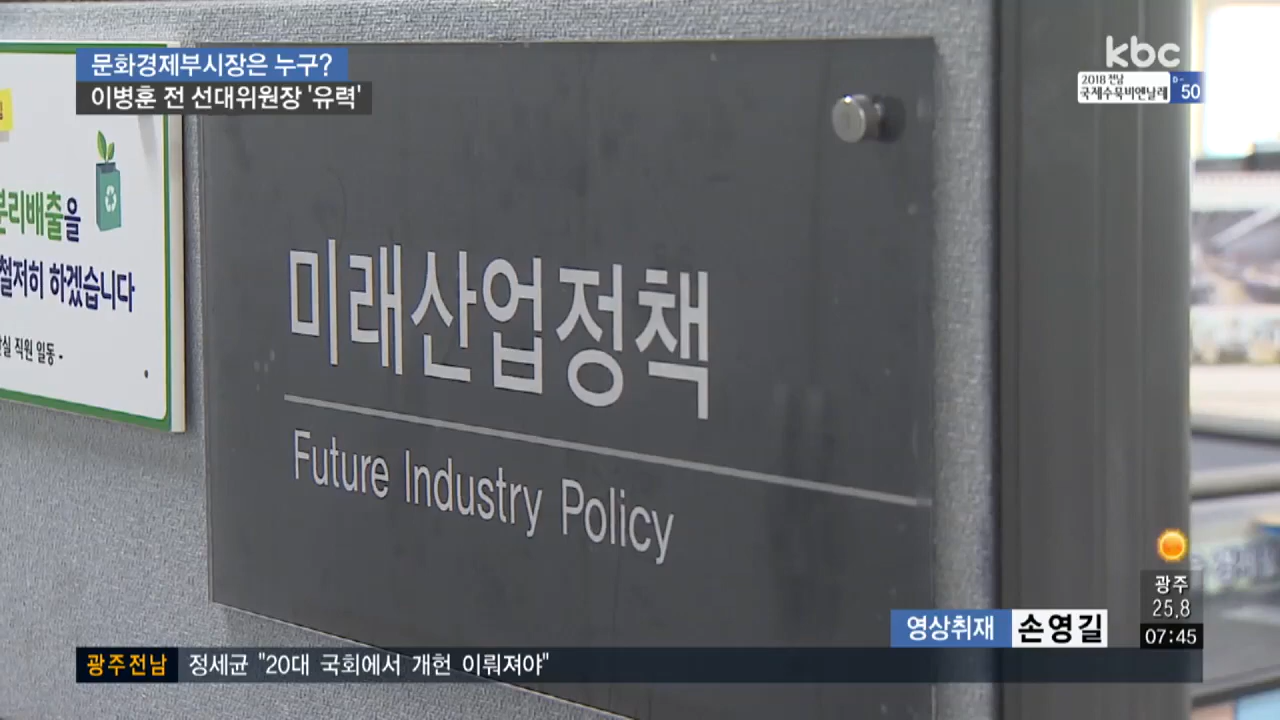 문화경제부시장은 누구?
이병훈 전 선대위원장 '유력'
kbc
2018 전남
국제수묵비엔날레
D-
50
분리배출을
철저히 하겠습니다
직원 일동 -
미래산업정책
Future Industry Policy
영상취재 손영길
광주
25.8
07:45
광주전남 정세균 "20대 국회에서 개헌 이뤄져야"